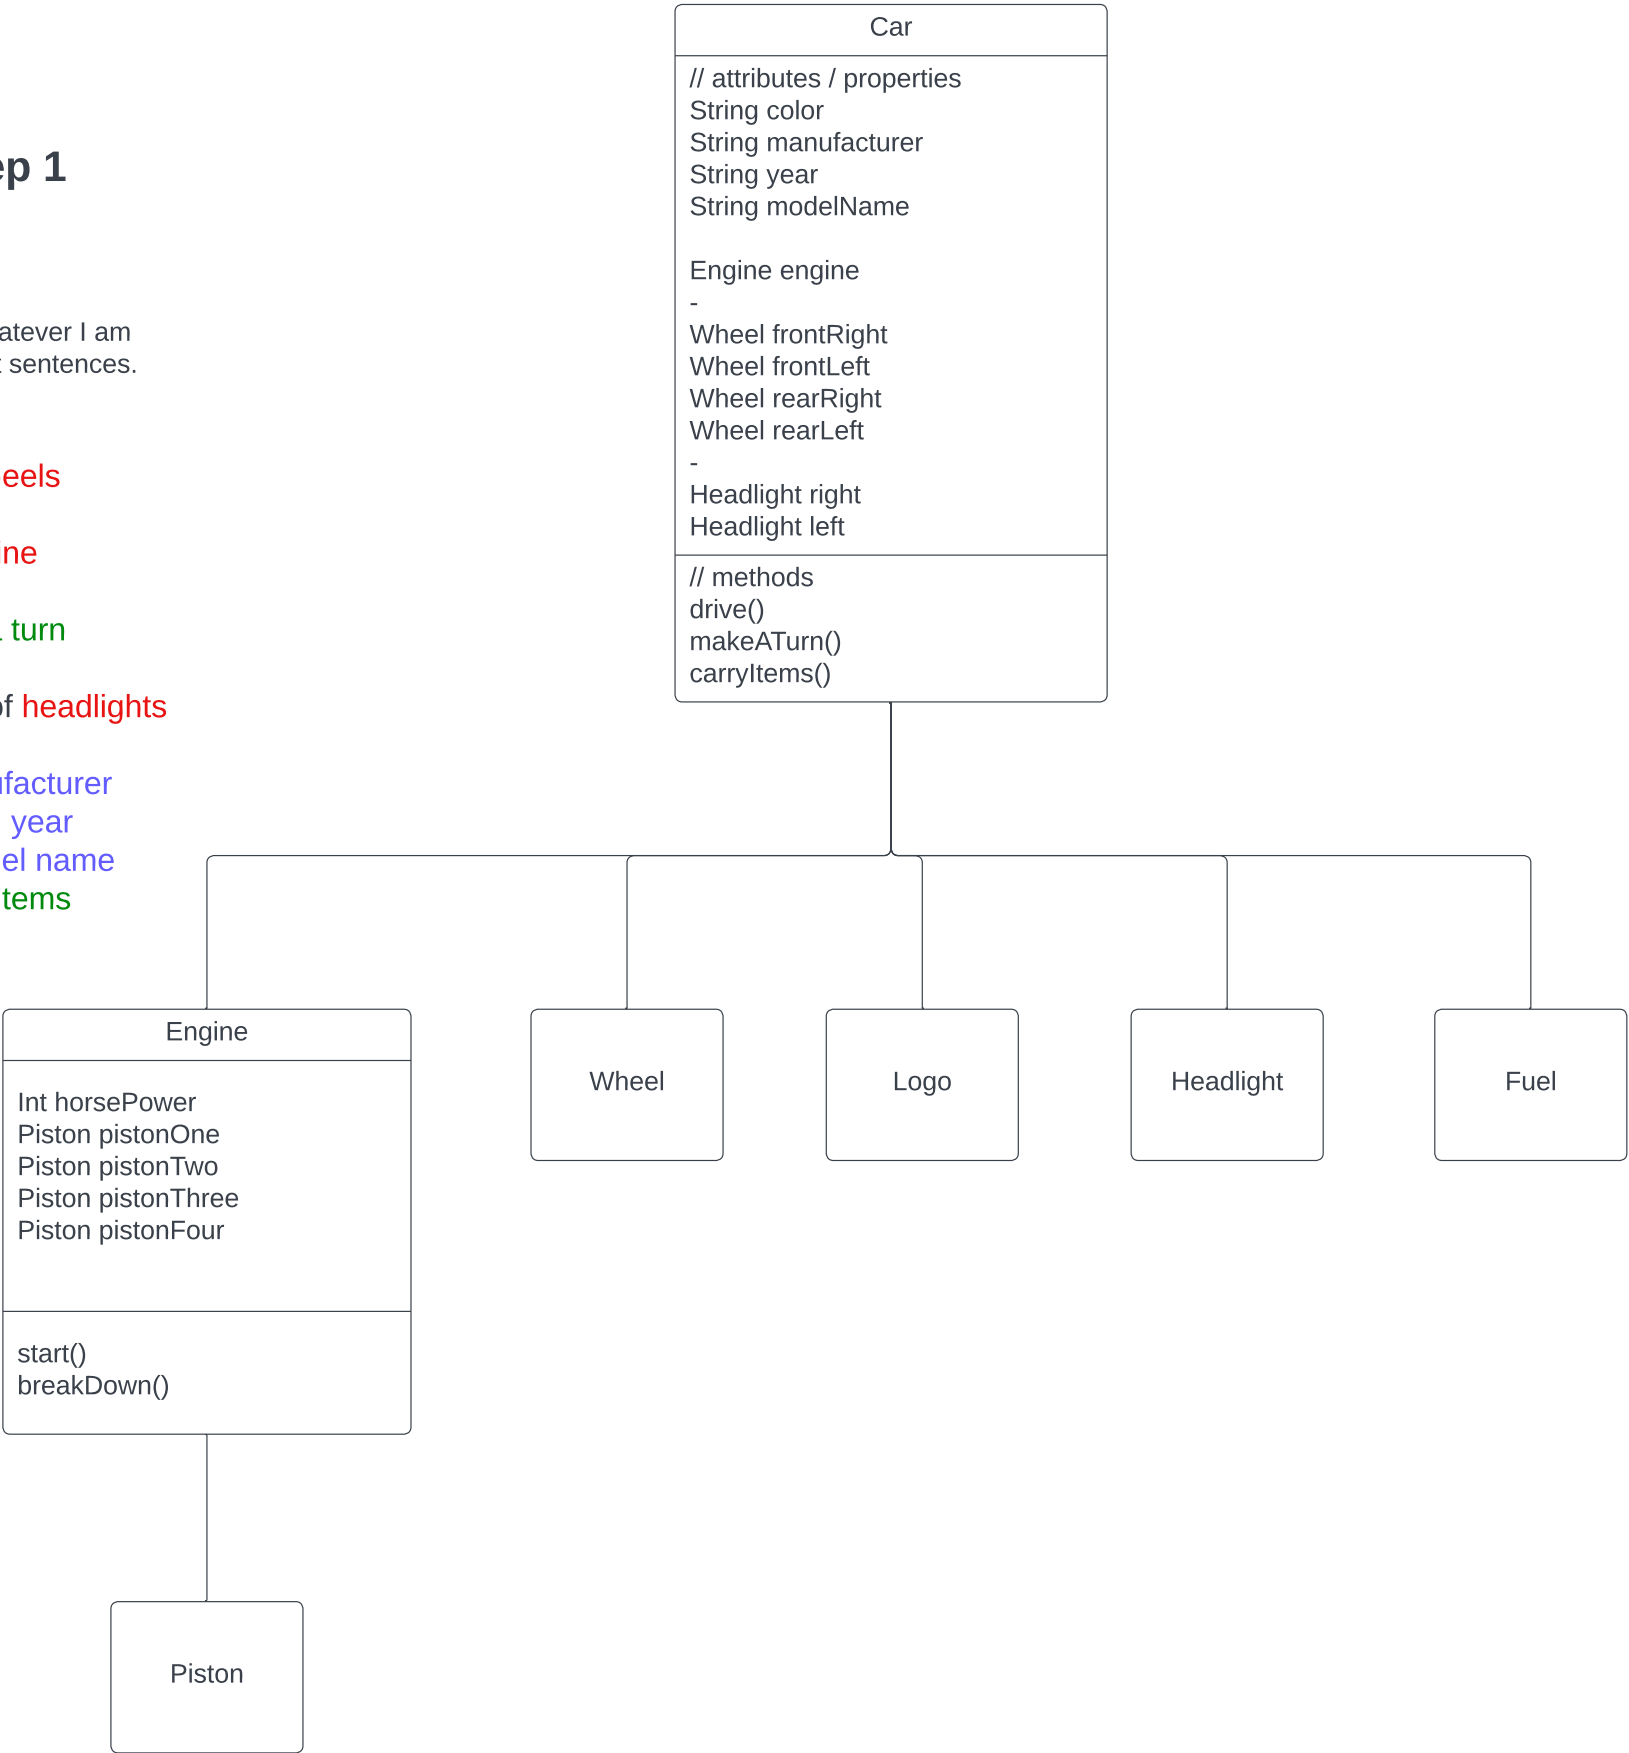 ep 1
atever I am
t sentences.
eels
ine
turn
of headlights
ufacturer
year
el name
tems
Car
// attributes / properties
String color
String manufacturer
String year
String modelName
Engine engine
-
Wheel frontRight
Wheel frontLeft
Wheel rearRight
Wheel rearLeft
-
Headlight right
Headlight left
// methods
drive()
makeATurn()
carryItems()
Engine
Int horsePower
Piston pistonOne
Piston pistonTwo
Piston pistonThree
Piston pistonFour
start()
breakDown()
Wheel
Logo
Headlight
Fuel
Piston